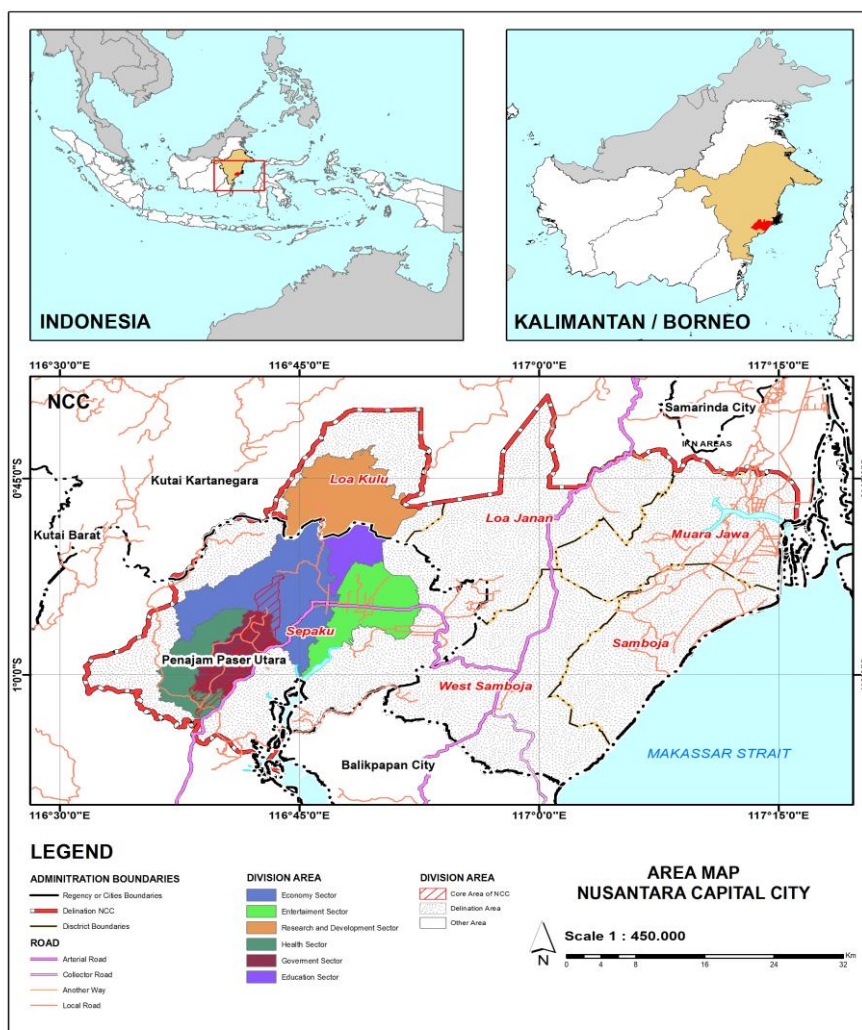 INDONESIA
KALIMANTAN / BORNEO
116°30'0"E
116°45'0"E
117°0'0"E
117°15'0"E
NCC
Samarinda City
IKN AREAS
Kutai Kartanegara
Loa Kulu
0°45'0"S
Loa Janan
Kutai Barat
Muara Jawa
Sepaku
Samboja
Penajam Paser Utara
1°0'0"S
West Samboja
MAKASSAR STRAIT
Balikpapan City
116°30'0"E
116°45'0"E
117°0'0"E
117°15'0"E
LEGEND
ADMINITRATION BOUNDARIES
Regency or Cities Boundaries
Delination NCC
Disctrict Boundaries
ROAD
Arterial Road
Collector Road
Another Way
Local Road
DIVISION AREA
Economy Sector
Entertaiment Sector
Research and Development Sector
Health Sector
Goverment Sector
Education Sector
DIVISION AREA
Core Area of NCC
Delination Area
Other Area
AREA MAP
NUSANTARA CAPITAL CITY
Scale 1 : 450.000
N
0 2 4 8 16 24 32 Km